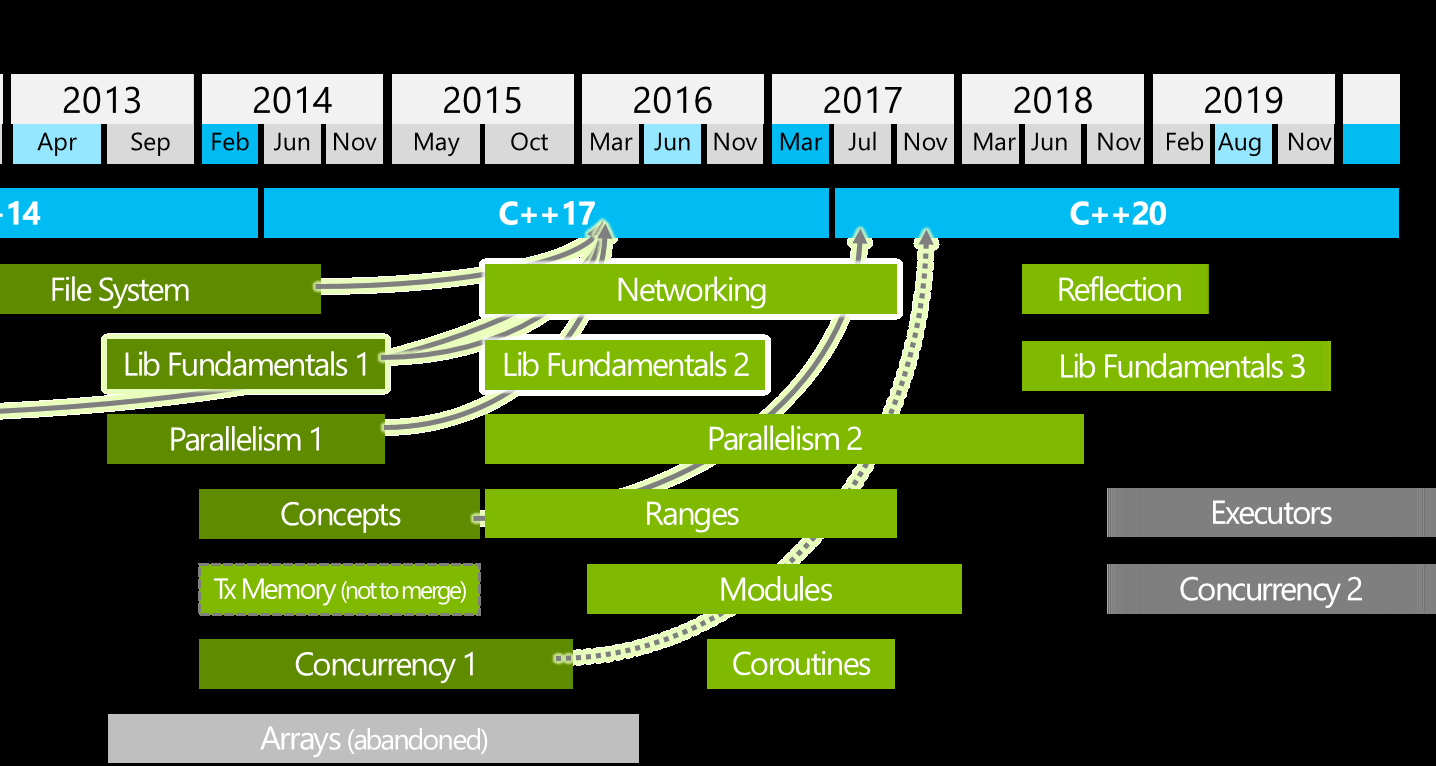 2013 2014 2015 2016 2017 2018 2019
Apr Sep Feb Jun Nov May Oct Mar Jun Nov Mar Jul Nov Mar Jun Nov Feb Aug Nov
-14 C++17 C++20
File System Networking Reflection
Lib Fundamentals 1 Lib Fundamentals 2 Lib Fundamentals 3
Parallelism 1 Parallelism 2
Concepts Ranges Executors
Tx Memory (not to merge) Modules Concurrency 2
Concurrency 1 Coroutines
Arrays (abandoned)